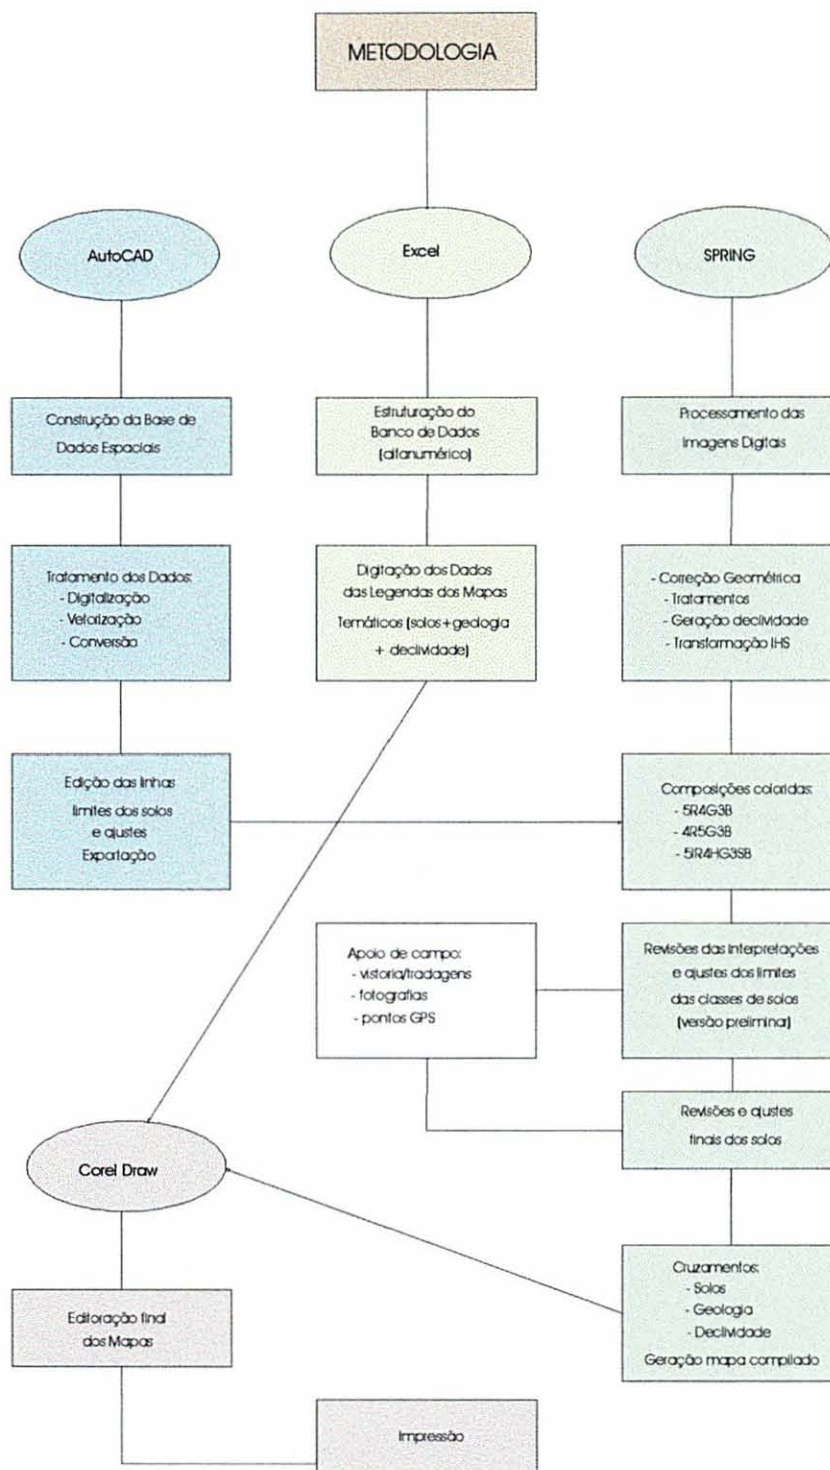 METODOLOGIA
AutoCAD
Excel
SPRING
Construção da Base de
Dados Espaciais
Estruturação do
Banco de Dados
(alfanumérico)
Processamento das
Imagens Digitais
Tratamento dos Dados:
- Digitalização
- Vetorização
- Conversão
Digitação dos Dados
das Legendas dos Mapas
Temáticos (solos+geologia
+ declividade)
- Correção Geométrica
- Tratamentos
- Geração declividade
- Transformação IHS
Edição das linhas
limites dos solos
e ajustes
Exportação
Composições coloridas:
- 5R4G3B
- 4R5G3B
- 5IR4HG3SB
Apoio de campo:
- vistoria/tradagens
- fotografias
- pontos GPS
Revisões das Interpretações
e ajustes dos limites
das classes de solos
(versão preliminar)
Revisões e ajustes
finais dos solos
Corel Draw
Cruzamentos:
- Solos
- Geologia
- Declividade
Geração mapa compilado
Editoração final
dos Mapas
Impressão